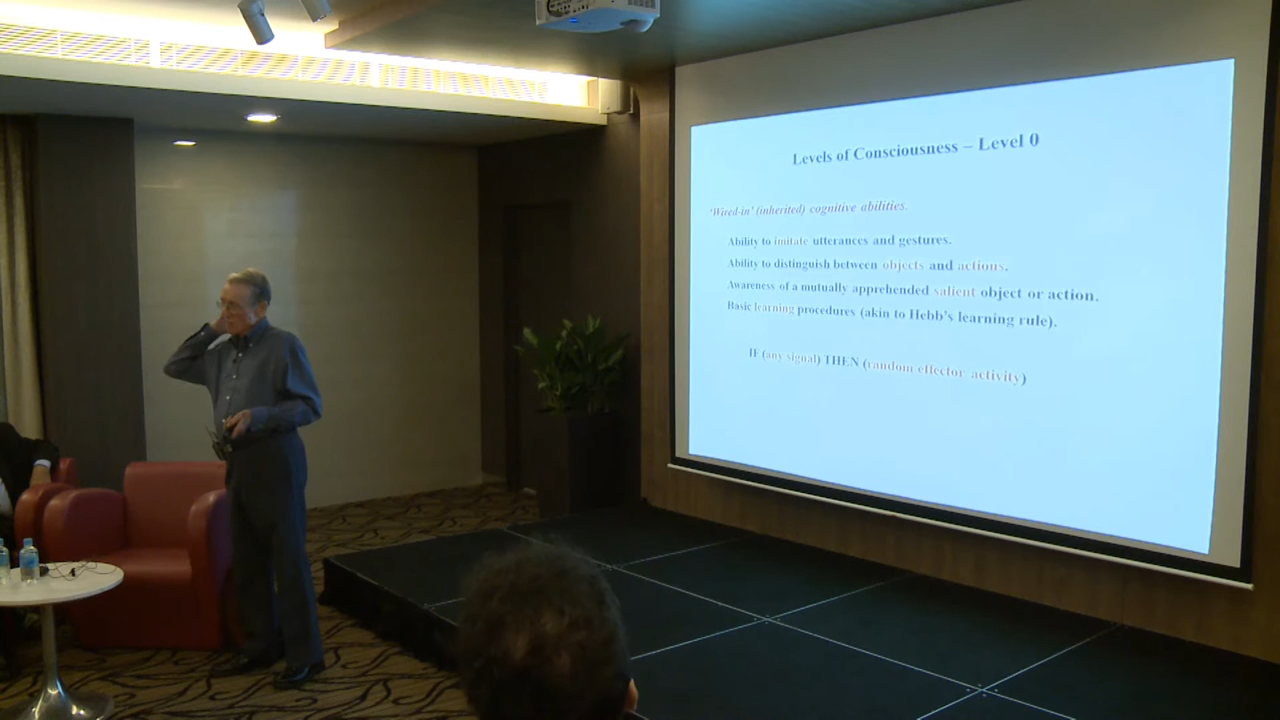 Levels of Consciousness – Level 0
'Wired-in' (inherited) cognitive abilities.
Ability to imitate utterances and gestures.
Ability to distinguish between objects and actions.
Awareness of a mutually apprehended salient object or action.
Basic learning procedures (akin to Hebb's learning rule).
IF (any signal) THEN (random effector activity)